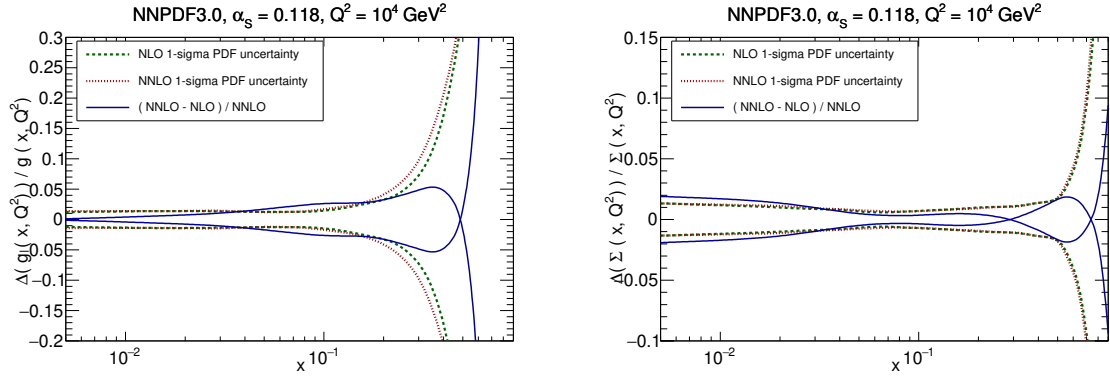 NNPDF3.0, αS = 0.118, Q2 = 104 GeV2
Δ( g( x, Q2)) / g ( x, Q2)
0.3
0.25
0.2
0.15
0.1
0.05
0
−0.05
−0.1
−0.15
−0.2
NLO 1-sigma PDF uncertainty
NNLO 1-sigma PDF uncertainty
( NNLO - NLO ) / NNLO
10−2
10−1
x
NNPDF3.0, αS = 0.118, Q2 = 104 GeV2
Δ( Σ ( x, Q2)) / Σ ( x, Q2)
0.15
0.1
0.05
0
−0.05
−0.1
NLO 1-sigma PDF uncertainty
NNLO 1-sigma PDF uncertainty
( NNLO - NLO ) / NNLO
10−2
10−1
x